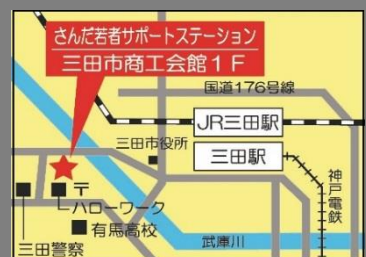 さんだ若者サポートステーション
三田市商工会館1F
国道176号線
JR三田駅
三田市役所
三田駅
神戸電鉄
〒
ハローワーク
有馬高校
武庫川
三田警察